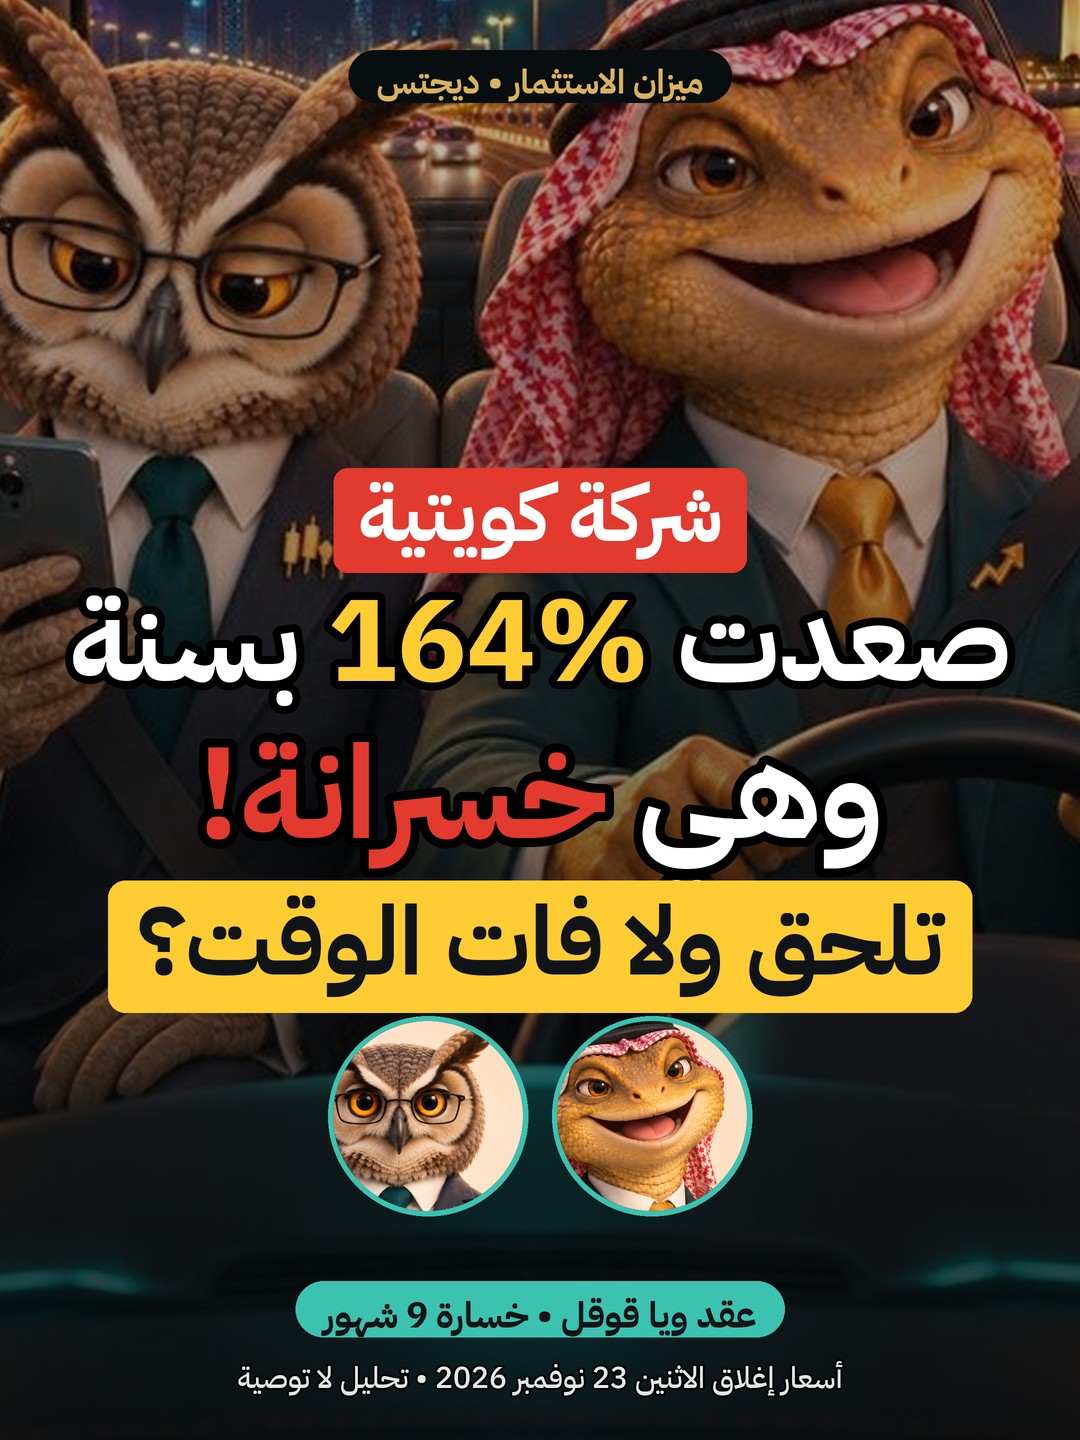 ميزان الاستثمار • ديجتس
شركة كويتية
صعدت 164% بسنة
وهي خسرانة!
تلحق ولا فات الوقت؟
عقد ويا قوقل • خسارة 9 شهور
أسعار إغلاق الاثنين 23 نوفمبر 2026 • تحليل لا توصية